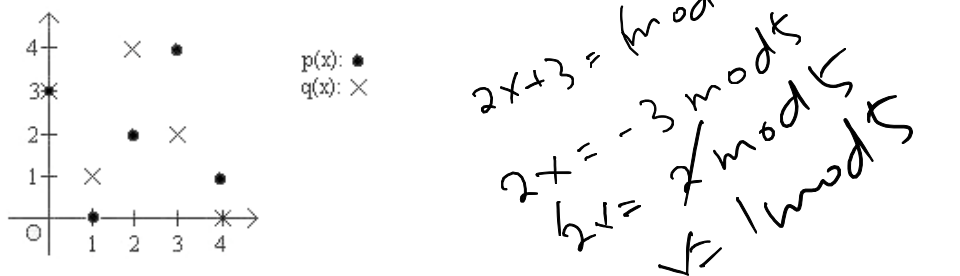 4
3
2
1
O
1 2 3 4
p(x): ●
q(x): ×
2x+3 = mod
2x = -3 mod 5
2x = 2 mod 5
x = 1 mod 5